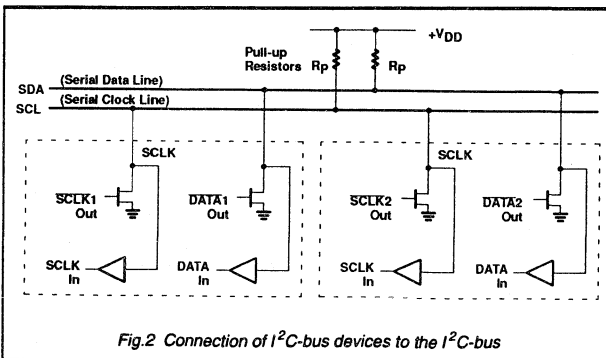 +VDD
Pull-up
Resistors RP RP
SDA (Serial Data Line)
SCL (Serial Clock Line)
SCLK
SCLK1
Out
DATA1
Out
SCLK
In
DATA
In
SCLK
SCLK2
Out
DATA2
Out
SCLK
In
DATA
In
Fig.2 Connection of I²C-bus devices to the I²C-bus